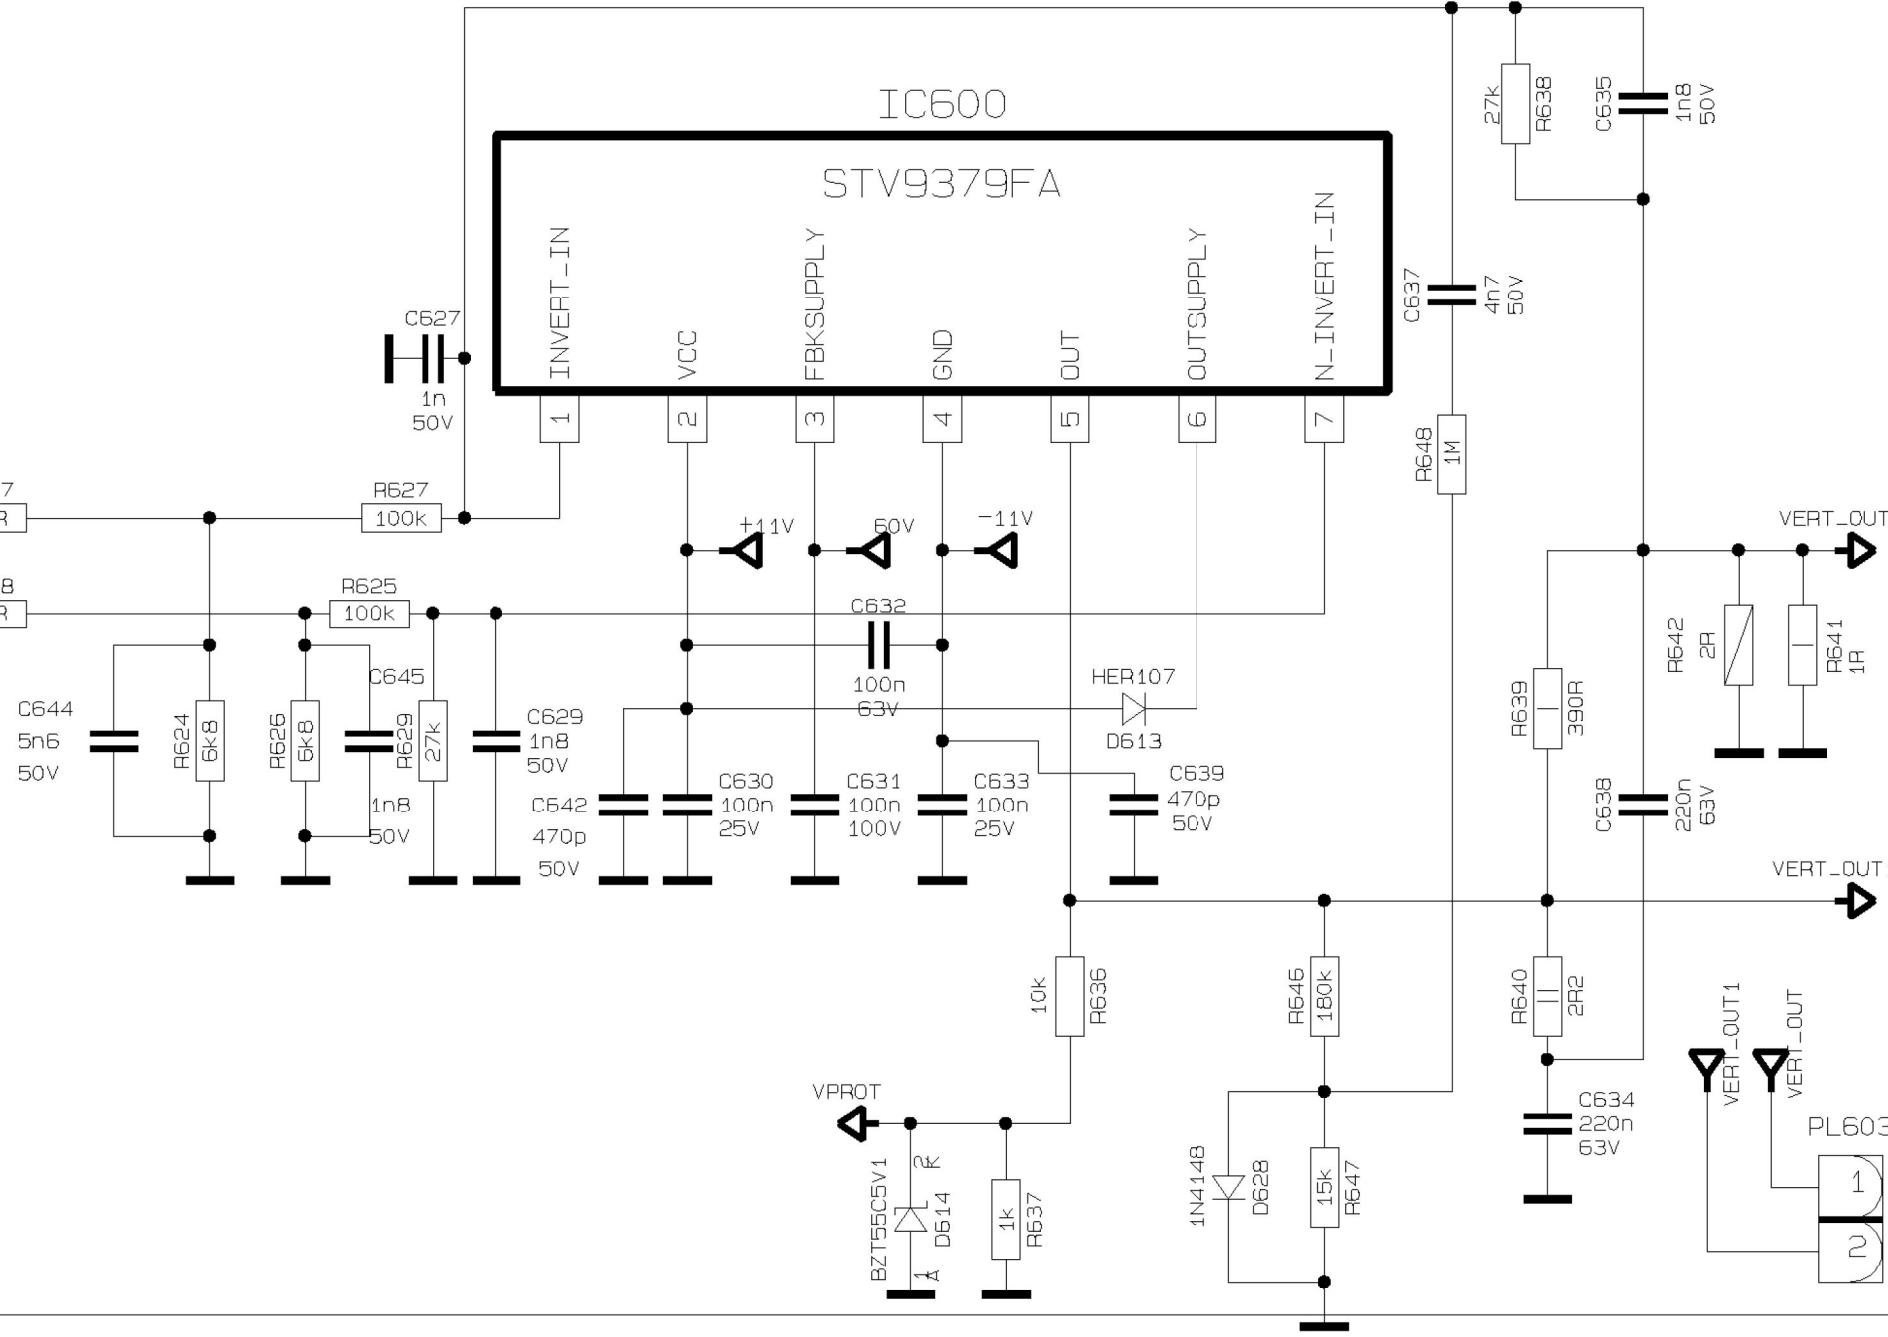 IC600
STV9379FA
INVERT_IN
VCC
FBKSUPPLY
GND
OUT
OUTSUPPLY
N_INVERT_IN
1
2
3
4
5
6
7
27k
R638
C635
1n8
50V
C637
4n7
50V
R648
1M
C627
1n
50V
7
R
R627
100k
8
R
R625
100k
+11V
60V
-11V
C632
100n
63V
HER107
D613
C644
5n6
50V
R624
6k8
R626
6k8
C645
1n8
50V
R629
27k
C629
1n8
50V
C642
470p
50V
C630
100n
25V
C631
100n
100V
C633
100n
25V
C639
470p
50V
VERT_OUT
R642
2R
R641
1R
R639
390R
C638
220n
63V
VERT_OUT
10k
R636
R646
180k
R640
2R2
VPROT
BZT55C5V1
2
K
D614
1
A
1k
R637
1N4148
D628
15k
R647
C634
220n
63V
VERT_OUT1
VERT_OUT
PL603
1
2